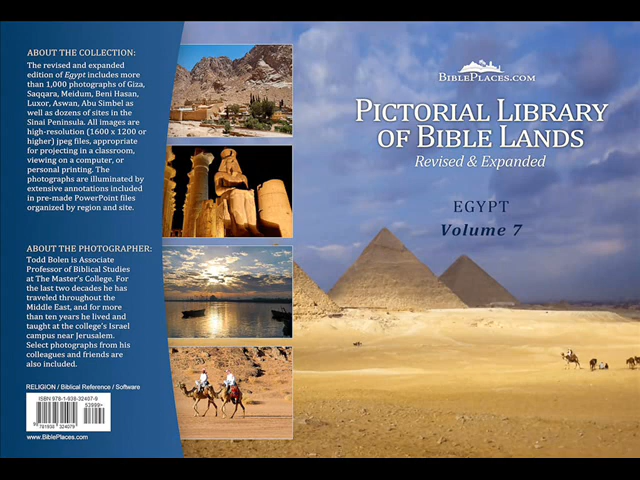 ABOUT THE COLLECTION:
The revised and expanded
edition of Egypt includes more
than 1,000 photographs of Giza,
Saqqara, Meidum, Beni Hasan,
Luxor, Aswan, Abu Simbel as
well as dozens of sites in the
Sinai Peninsula. All images are
high-resolution (1600 x 1200 or
higher) jpeg files, appropriate
for projecting in a classroom,
viewing on a computer, or
personal printing. The
photographs are illuminated by
extensive annotations included
in pre-made PowerPoint files
organized by region and site.
ABOUT THE PHOTOGRAPHER:
Todd Bolen is Associate
Professor of Biblical Studies
at The Master's College. For
the last two decades he has
traveled throughout the
Middle East, and for more
than ten years he lived and
taught at the college's Israel
campus near Jerusalem.
Select photographs from his
colleagues and friends are
also included.
RELIGION / Biblical Reference / Software
ISBN 978-1-938-32407-9
52999>
9 781938 324079
www.BiblePlaces.com
BIBLEPLACES.COM
PICTORIAL LIBRARY
OF BIBLE LANDS
Revised & Expanded
EGYPT
Volume 7